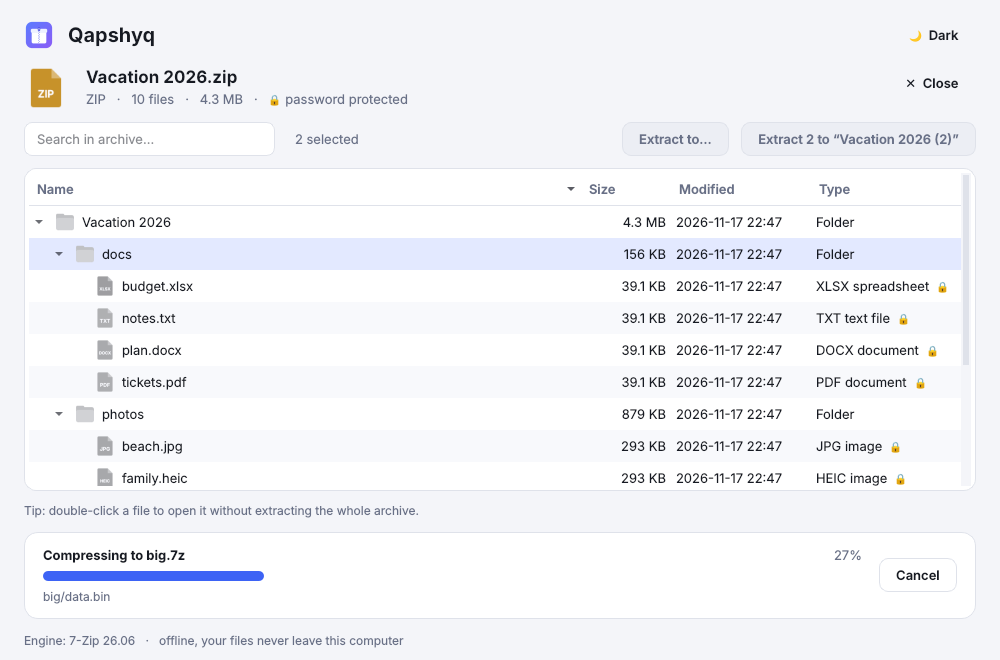 Qapshyq
Dark
ZIP
Vacation 2026.zip
ZIP · 10 files · 4.3 MB · password protected
Close
Search in archive...
2 selected
Extract to...
Extract 2 to “Vacation 2026 (2)”
Name Size Modified Type
Vacation 2026 4.3 MB 2026-11-17 22:47 Folder
docs 156 KB 2026-11-17 22:47 Folder
XLSX budget.xlsx 39.1 KB 2026-11-17 22:47 XLSX spreadsheet
TXT notes.txt 39.1 KB 2026-11-17 22:47 TXT text file
DOCX plan.docx 39.1 KB 2026-11-17 22:47 DOCX document
PDF tickets.pdf 39.1 KB 2026-11-17 22:47 PDF document
photos 879 KB 2026-11-17 22:47 Folder
JPG beach.jpg 293 KB 2026-11-17 22:47 JPG image
HEIC family.heic 293 KB 2026-11-17 22:47 HEIC image
Tip: double-click a file to open it without extracting the whole archive.
Compressing to big.7z 27%
Cancel
big/data.bin
Engine: 7-Zip 26.06 · offline, your files never leave this computer